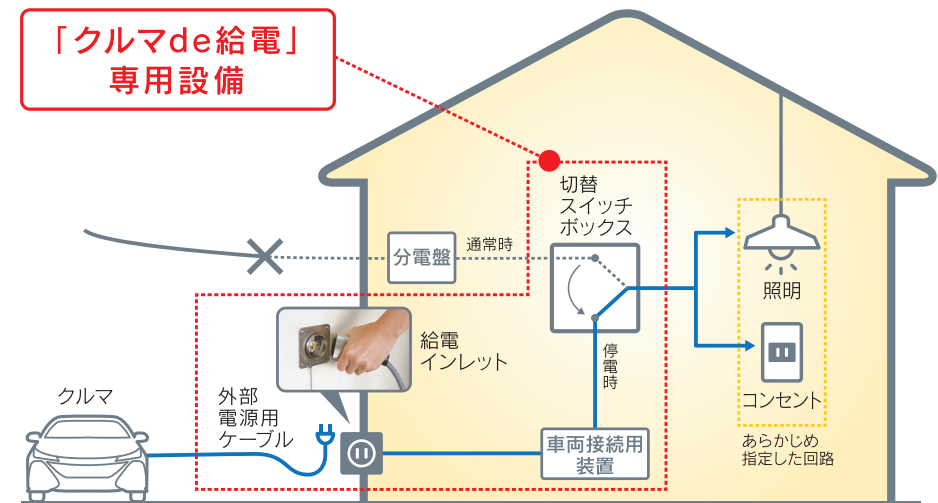 「クルマde給電」
専用設備
切替
スイッチ
ボックス
分電盤
通常時
照明
給電
インレット
停電時
コンセント
クルマ
外部
電源用
ケーブル
車両接続用
装置
あらかじめ
指定した回路